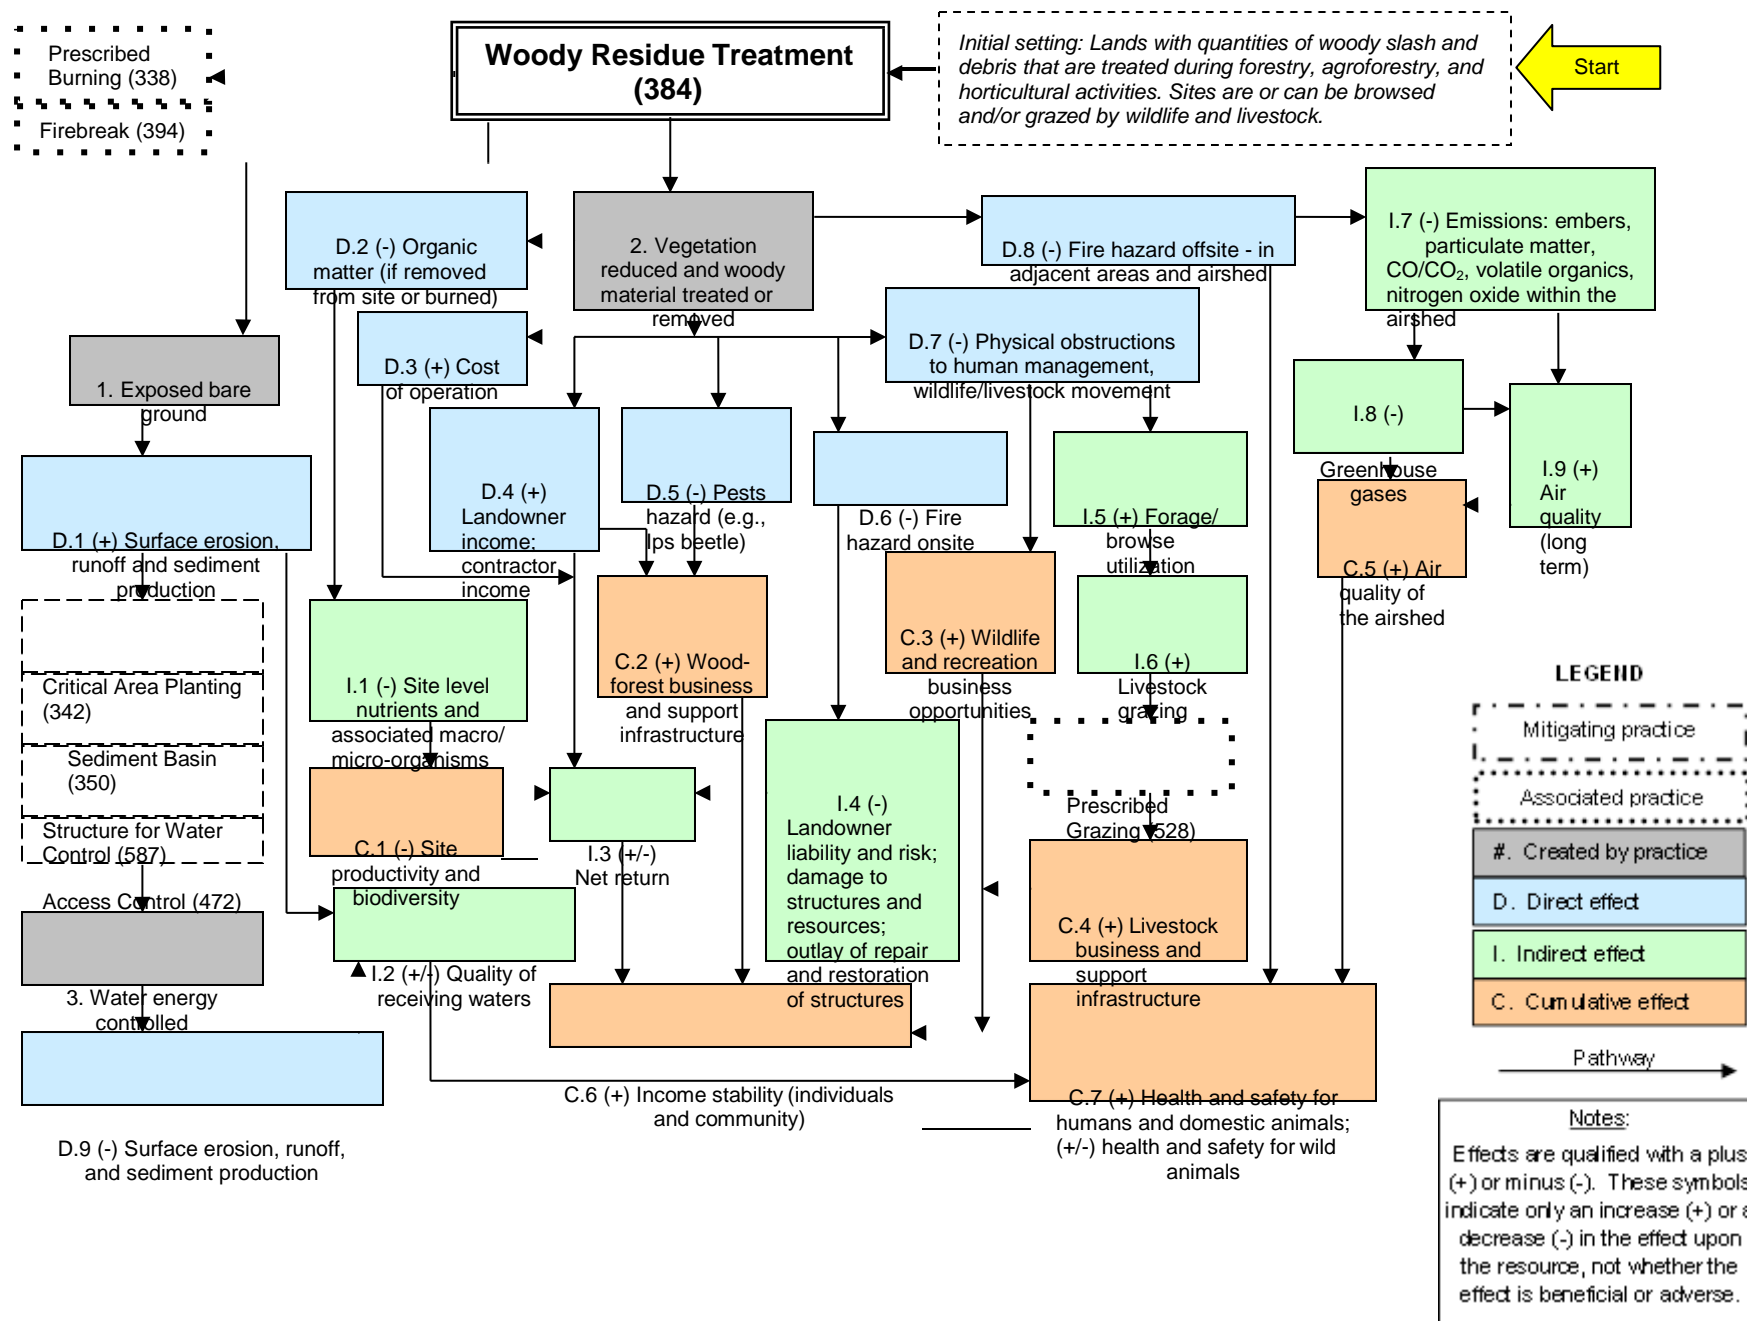 Prescribed
Burning (338)
Firebreak (394)
Woody Residue Treatment
(384)
Initial setting: Lands with quantities of woody slash and
debris that are treated during forestry, agroforestry, and
horticultural activities. Sites are or can be browsed
and/or grazed by wildlife and livestock.
Start
D.2 (-) Organic
matter (if removed
from site or burned)
2. Vegetation
reduced and woody
material treated or
removed
D.8 (-) Fire hazard offsite - in
adjacent areas and airshed
I.7 (-) Emissions: embers,
particulate matter,
CO/CO₂, volatile organics,
nitrogen oxide within the
airshed
1. Exposed bare
ground
D.3 (+) Cost
of operation
D.7 (-) Physical obstructions
to human management,
wildlife/livestock movement
I.8 (-)
Greenhouse
gases
I.9 (+)
Air
quality
(long
term)
D.1 (+) Surface erosion,
runoff and sediment
production
D.4 (+)
Landowner
income;
contractor
income
D.5 (-) Pests
hazard (e.g.,
Ips beetle)
D.6 (-) Fire
hazard onsite
I.5 (+) Forage/
browse
utilization
C.5 (+) Air
quality of
the airshed
Critical Area Planting
(342)
Sediment Basin
(350)
Structure for Water
Control (587)
Access Control (472)
I.1 (-) Site level
nutrients and
associated macro/
micro-organisms
C.2 (+) Wood-
forest business
and support
infrastructure
C.3 (+) Wildlife
and recreation
business
opportunities
I.6 (+)
Livestock
grazing
Prescribed
Grazing (528)
C.1 (-) Site
productivity and
biodiversity
I.3 (+/-)
Net return
I.4 (-)
Landowner
liability and risk;
damage to
structures and
resources;
outlay of repair
and restoration
of structures
C.4 (+) Livestock
business and
support
infrastructure
3. Water energy
controlled
I.2 (+/-) Quality of
receiving waters
C.6 (+) Income stability (individuals
and community)
C.7 (+) Health and safety for
humans and domestic animals;
(+/-) health and safety for wild
animals
D.9 (-) Surface erosion, runoff,
and sediment production
LEGEND
Mitigating practice
Associated practice
#. Created by practice
D. Direct effect
I. Indirect effect
C. Cumulative effect
Pathway
Notes:
Effects are qualified with a plus
(+) or minus (-). These symbols
indicate only an increase (+) or a
decrease (-) in the effect upon
the resource, not whether the
effect is beneficial or adverse.